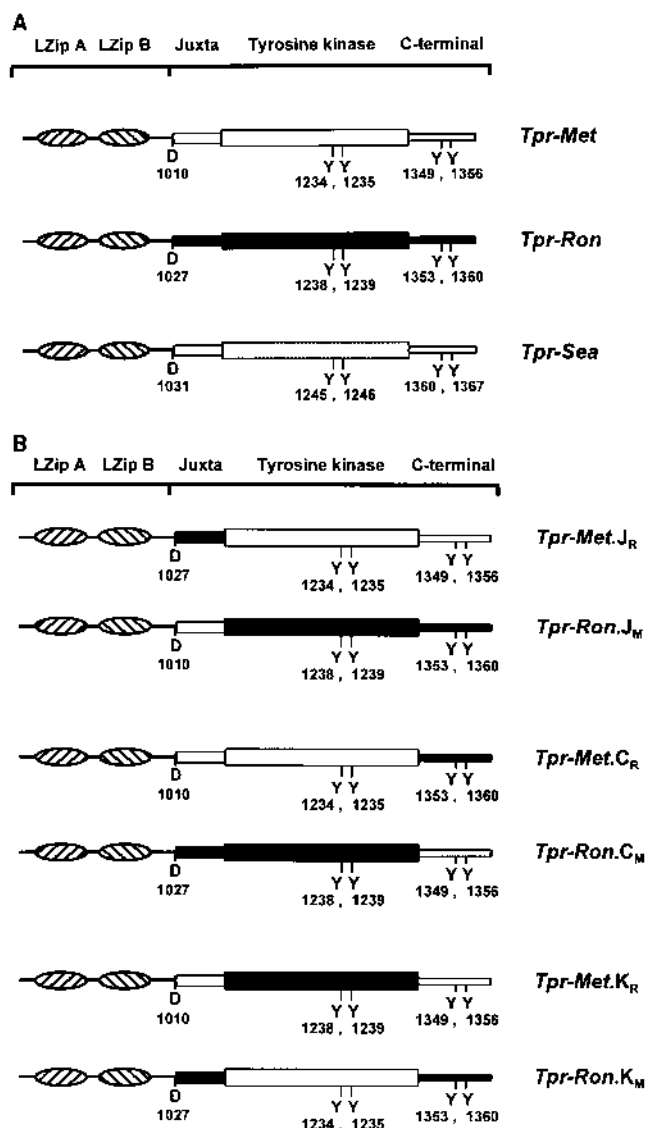 A
LZip A LZip B Juxta Tyrosine kinase C-terminal
Tpr-Met
D Y Y Y Y
1010 1234 , 1235 1349 , 1356
Tpr-Ron
D Y Y Y Y
1027 1238 , 1239 1353 , 1360
Tpr-Sea
D Y Y Y Y
1031 1245 , 1246 1360 , 1367
B
LZip A LZip B Juxta Tyrosine kinase C-terminal
Tpr-Met.JR
D Y Y Y Y
1027 1234 , 1235 1349 , 1356
Tpr-Ron.JM
D Y Y Y Y
1010 1238 , 1239 1353 , 1360
Tpr-Met.CR
D Y Y Y Y
1010 1234 , 1235 1353 , 1360
Tpr-Ron.CM
D Y Y Y Y
1027 1238 , 1239 1349 , 1356
Tpr-Met.KR
D Y Y Y Y
1010 1238 , 1239 1349 , 1356
Tpr-Ron.KM
D Y Y Y Y
1027 1234 , 1235 1353 , 1360